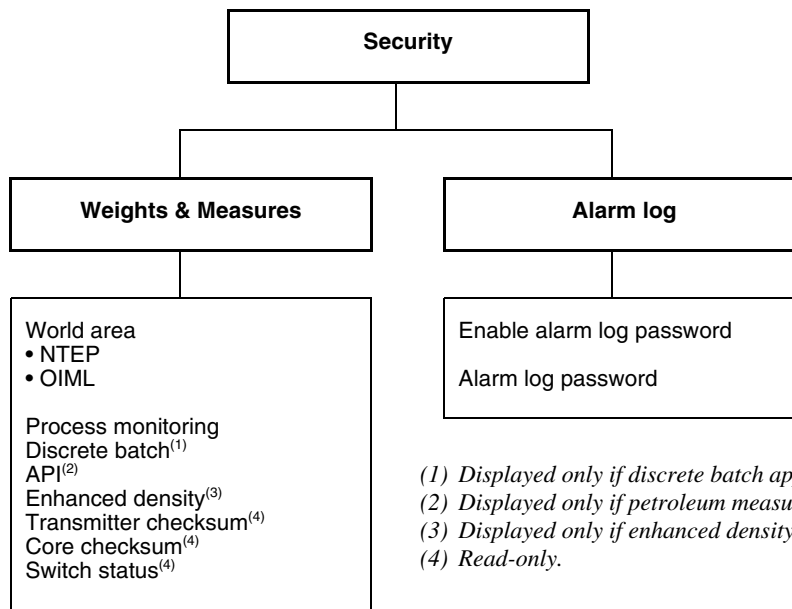 Security
Weights & Measures
Alarm log
World area
• NTEP
• OIML
Process monitoring
Discrete batch(1)
API(2)
Enhanced density(3)
Transmitter checksum(4)
Core checksum(4)
Switch status(4)
Enable alarm log password
Alarm log password
(1) Displayed only if discrete batch
(2) Displayed only if petroleum
(3) Displayed only if enhanced density
(4) Read-only.